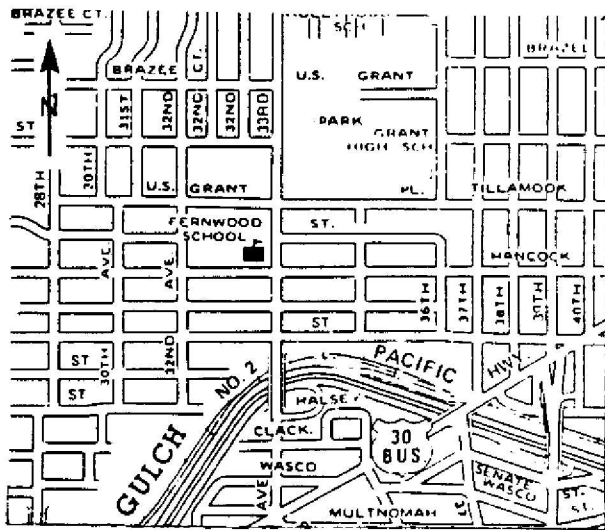 BRAZEE CT.
SCH
BRAZEE
BRAZEE
CT.
U.S. GRANT
N
PARK
ST
31ST
32ND
32ND
32ND
33RD
GRANT
HIGH SCH
28TH
30TH
U.S. GRANT
PL.
TILLAMOOK
FERNWOOD
SCHOOL
ST.
AVE.
AVE.
HANCOCK
36TH
37TH
38TH
39TH
40TH
ST
ST
30TH
32ND
ST
PACIFIC
HWY
NO. 2
HALSEY
GULCH
CLACK.
30
BUS
WASCO
SENATE
WASCO
AVE
ST.
ST.
MULTNOMAH